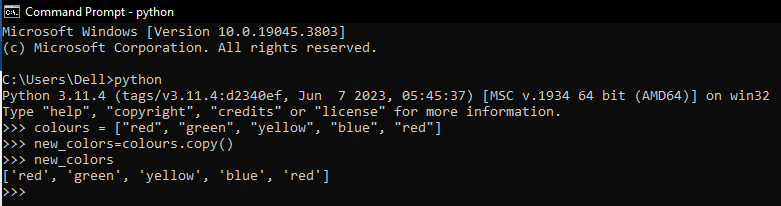 Command Prompt - python
Microsoft Windows [Version 10.0.19045.3803]
(c) Microsoft Corporation. All rights reserved.
C:\Users\Dell>python
Python 3.11.4 (tags/v3.11.4:d2340ef, Jun  7 2023, 05:45:37) [MSC v.1934 64 bit (AMD64)] on win32
Type "help", "copyright", "credits" or "license" for more information.
>>> colours = ["red", "green", "yellow", "blue", "red"]
>>> new_colors=colours.copy()
>>> new_colors
['red', 'green', 'yellow', 'blue', 'red']
>>>